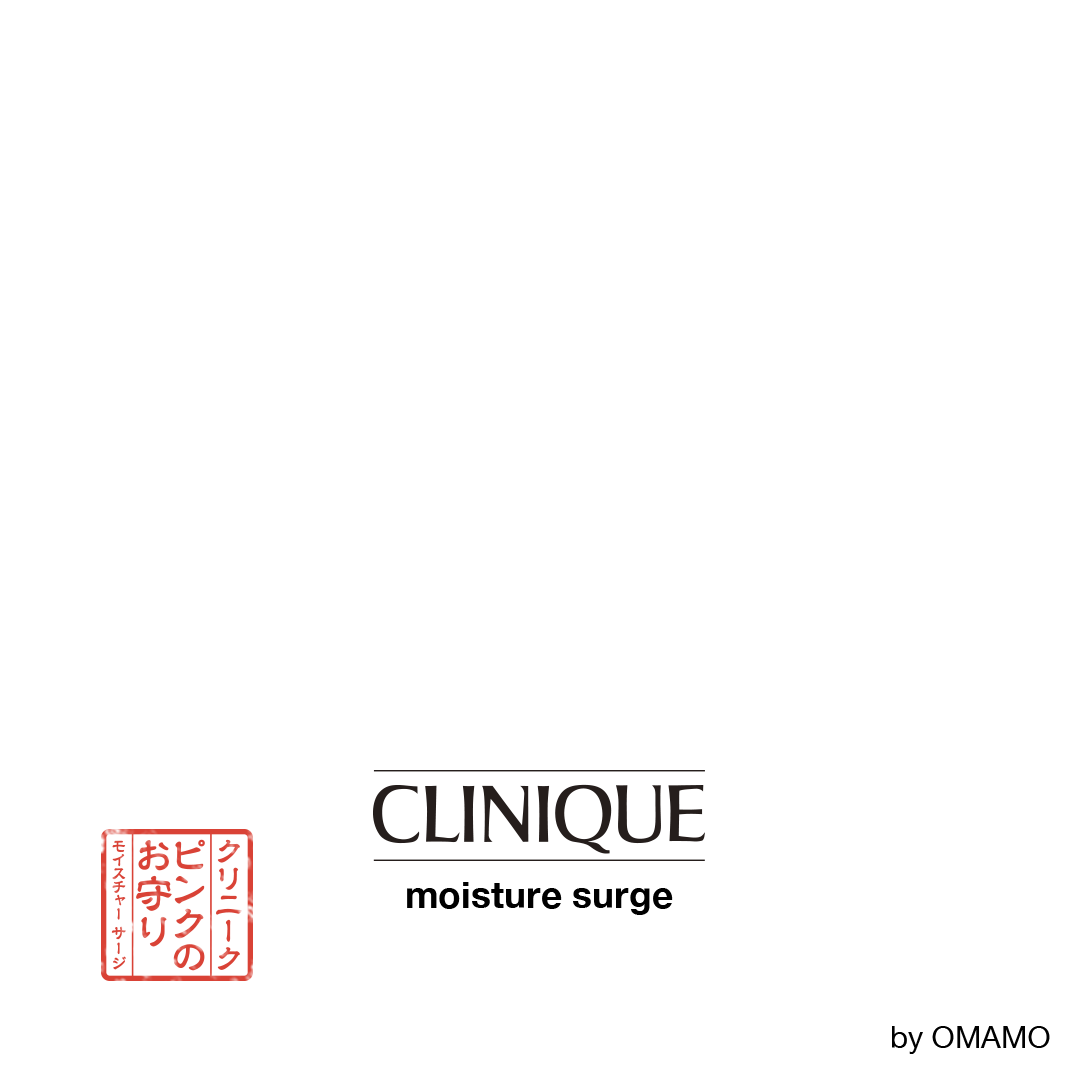 CLINIQUE
moisture surge
クリニーク
ピンクの
お守り
モイスチャー サージ
by OMAMO